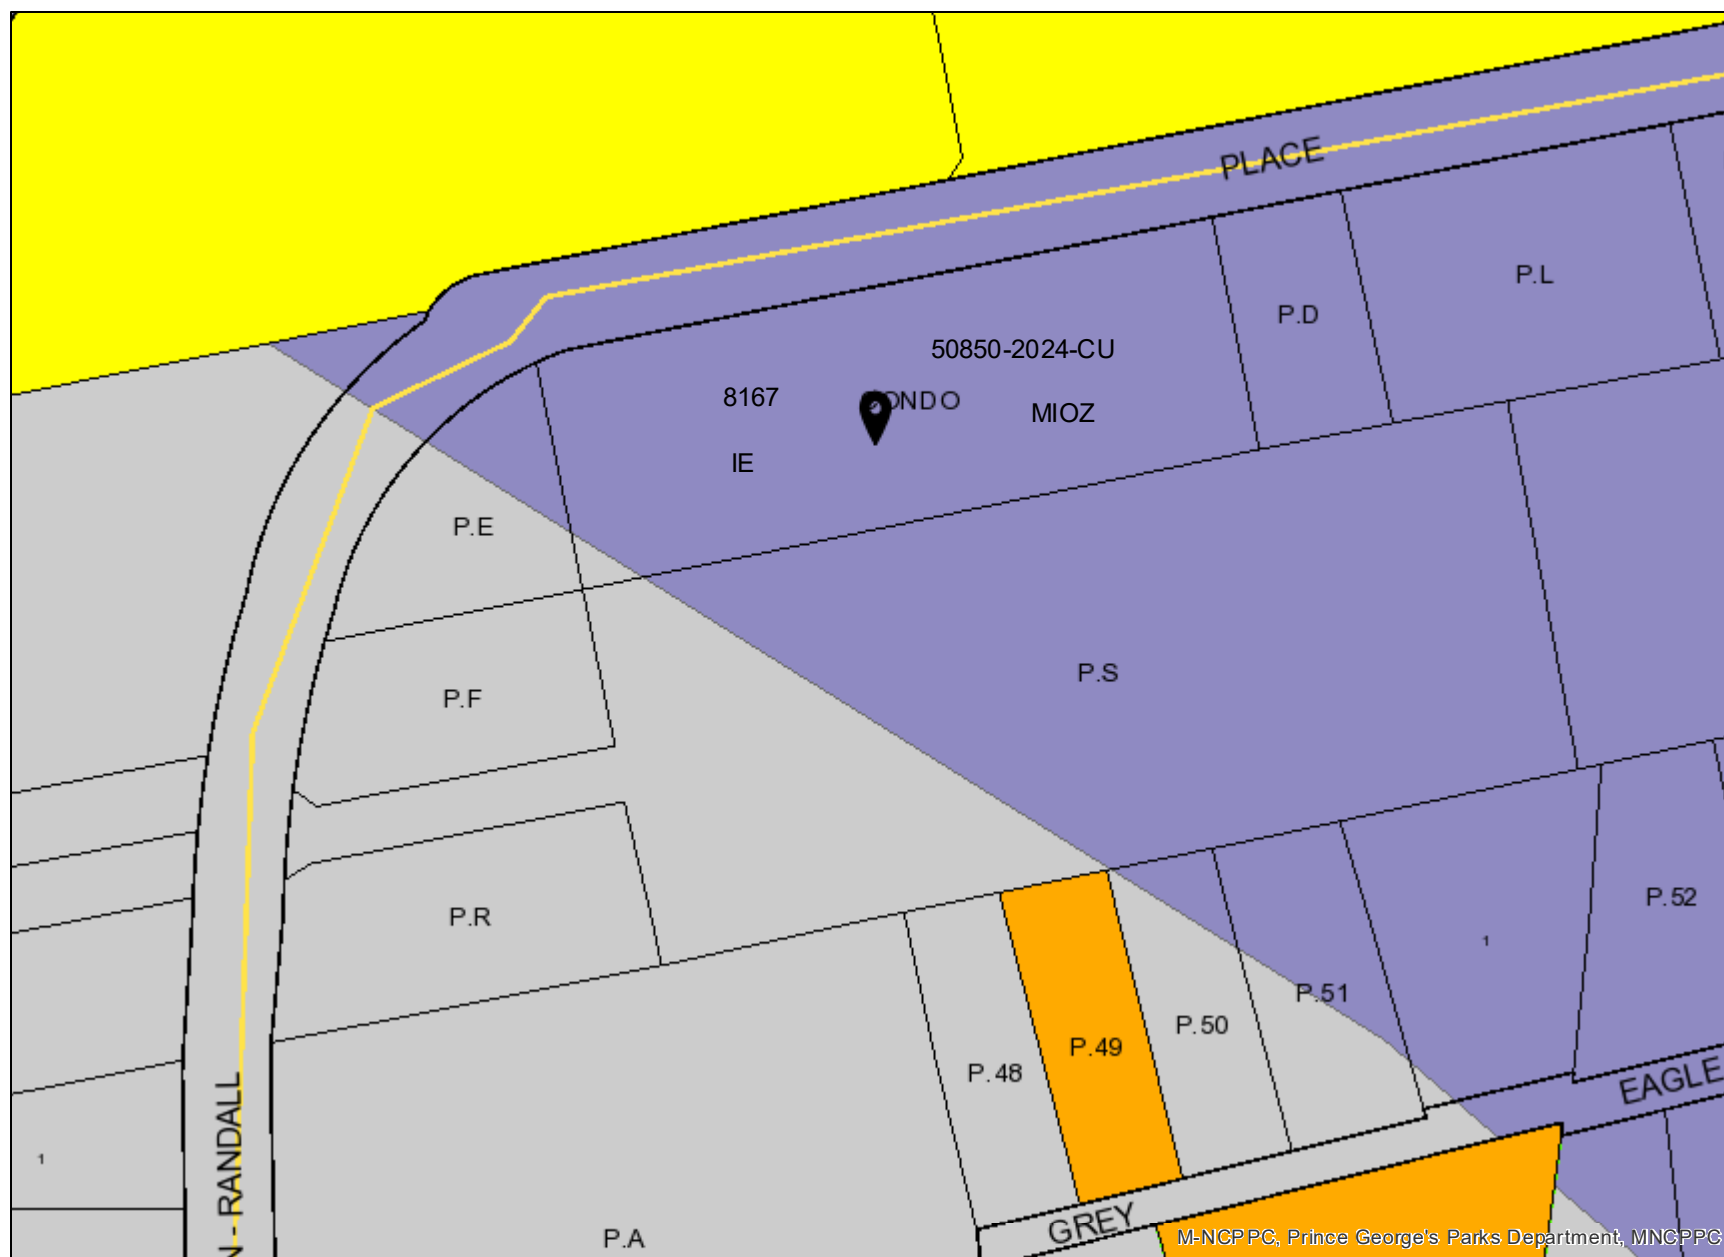 PLACE
P.L
P.D
50850-2024-CU
8167
CONDO
MIOZ
IE
P.E
P.S
P.F
P.52
P.R
1
P.51
P.50
P.49
P.48
EAGLE
1
N - RANDALL
GREY
P.A
M-NCPPC, Prince George's Parks Department, MNCPPC